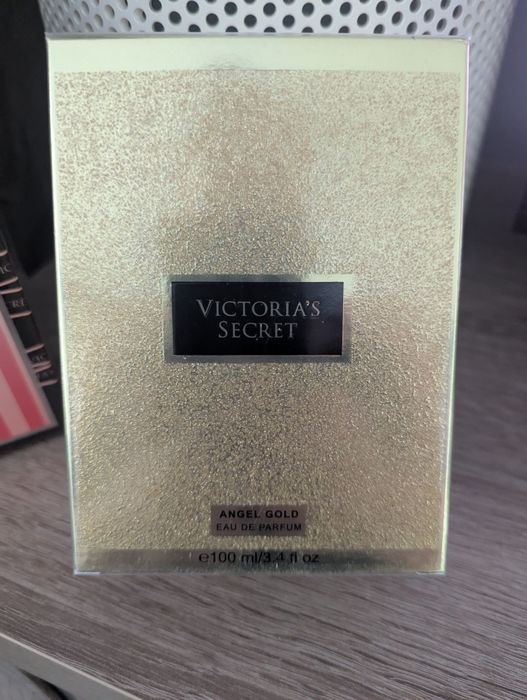 VICTORIA'S
SECRET
ANGEL GOLD
EAU DE PARFUM
℮100 ml/3.4 fl oz